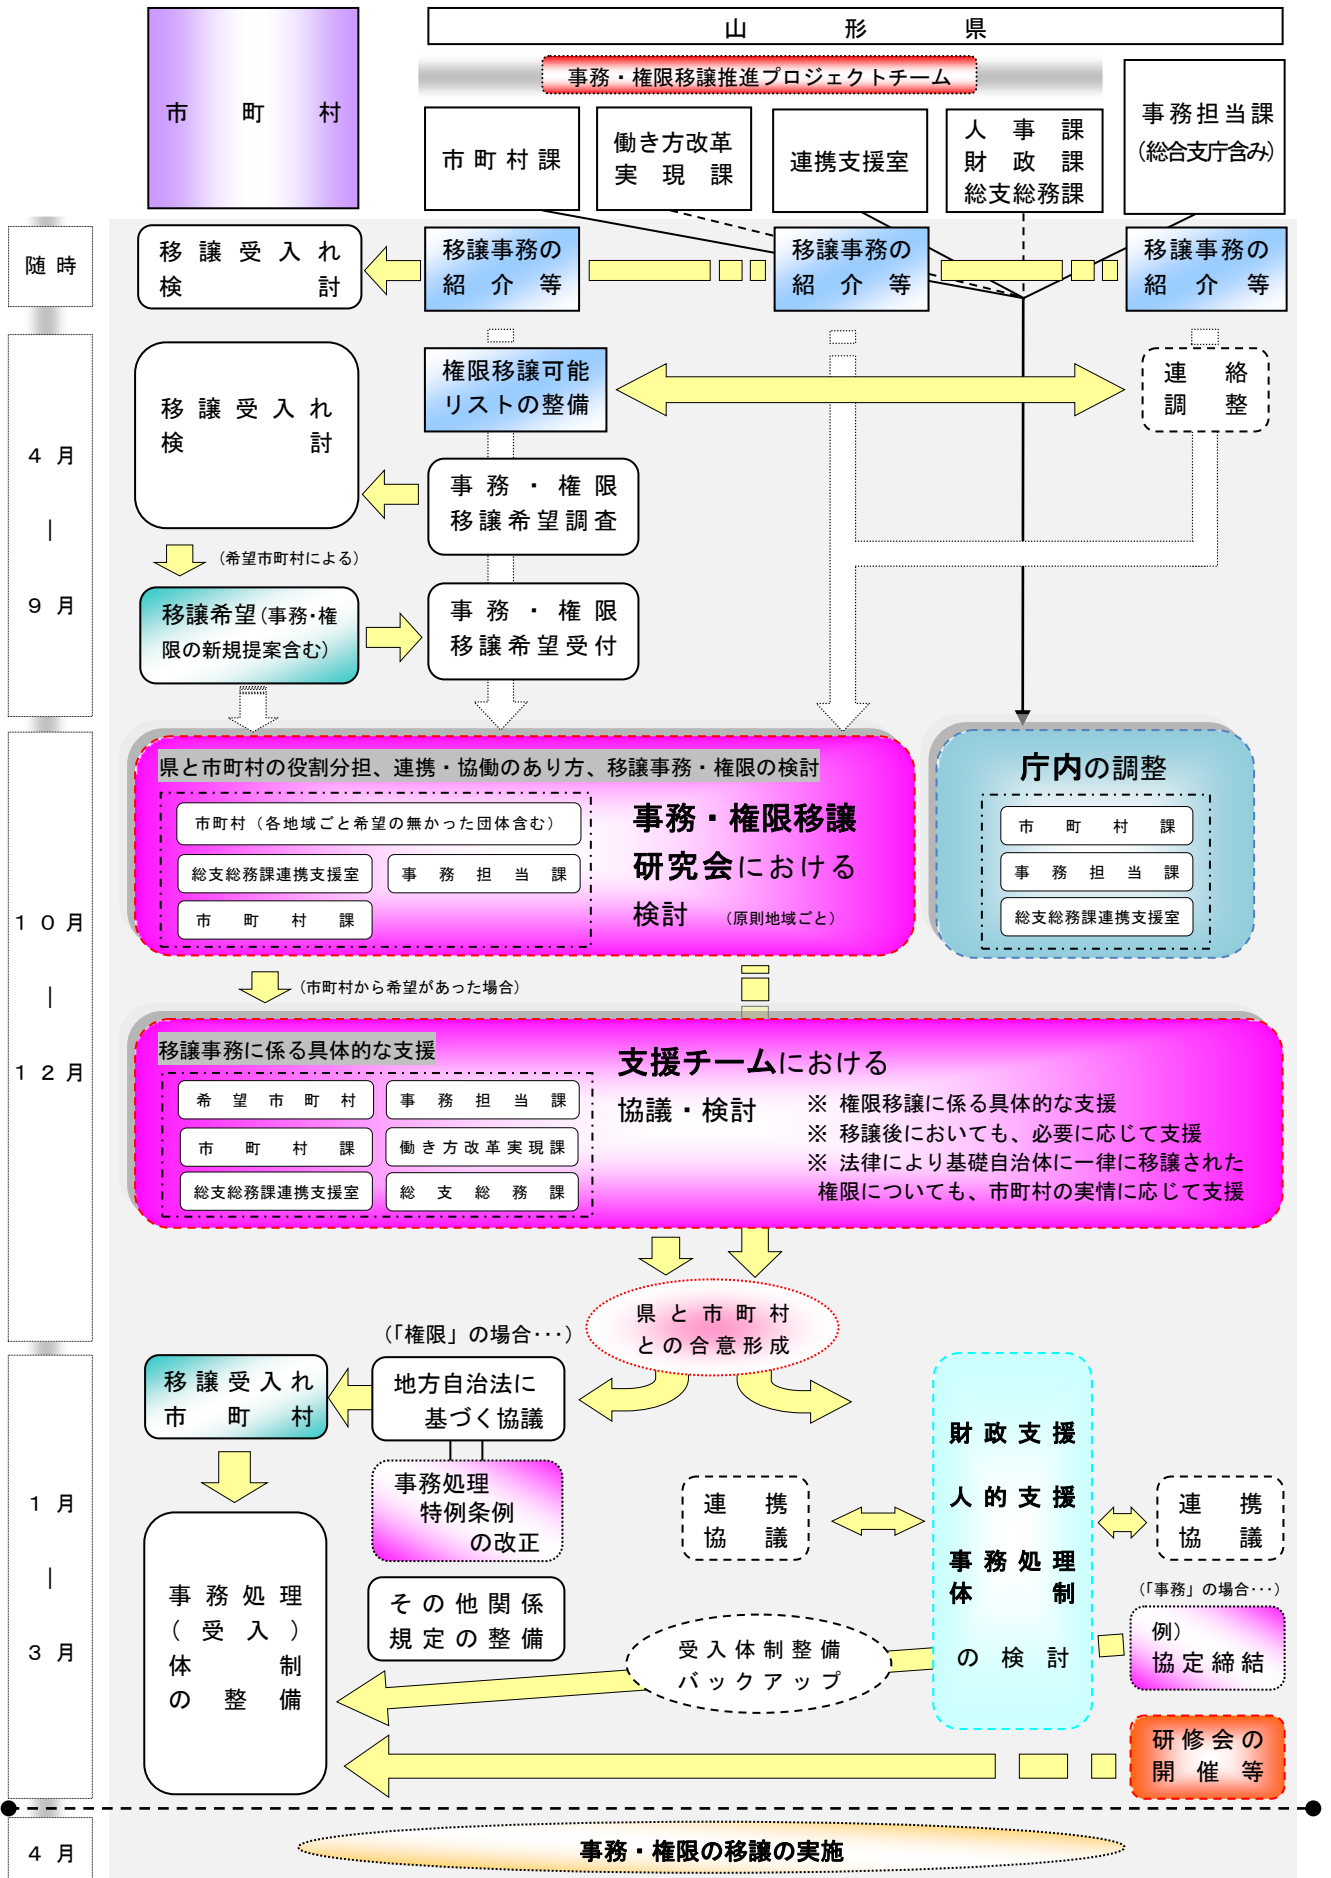 市町村
山形県
事務・権限移譲推進プロジェクトチーム
市町村課
働き方改革
実現課
連携支援室
人事課
財政課
総支総務課
事務担当課
(総合支庁含み)
随時
移譲受入れ
検討
移譲事務の
紹介等
移譲事務の
紹介等
移譲事務の
紹介等
4月
|
9月
移譲受入れ
検討
権限移譲可能
リストの整備
連絡
調整
事務・権限
移譲希望調査
(希望市町村による)
移譲希望(事務・権
限の新規提案含む)
事務・権限
移譲希望受付
10月
|
12月
県と市町村の役割分担、連携・協働のあり方、移譲事務・権限の検討
市町村(各地域ごと希望の無かった団体含む)
総支総務課連携支援室
事務担当課
市町村課
事務・権限移譲
研究会における
検討 (原則地域ごと)
庁内の調整
市町村課
事務担当課
総支総務課連携支援室
(市町村から希望があった場合)
移譲事務に係る具体的な支援
希望市町村
事務担当課
市町村課
働き方改革実現課
総支総務課連携支援室
総支総務課
支援チームにおける
協議・検討
※ 権限移譲に係る具体的な支援
※ 移譲後においても、必要に応じて支援
※ 法律により基礎自治体に一律に移譲された
権限についても、市町村の実情に応じて支援
県と市町村
との合意形成
(「権限」の場合・・・)
1月
|
3月
移譲受入れ
市町村
地方自治法に
基づく協議
事務処理
特例条例
の改正
その他関係
規定の整備
事務処理
(受入)
体制
の整備
連携
協議
財政支援
人的支援
事務処理
体制
の検討
連携
協議
(「事務」の場合・・・)
例)
協定締結
受入体制整備
バックアップ
研修会の
開催等
4月
事務・権限の移譲の実施